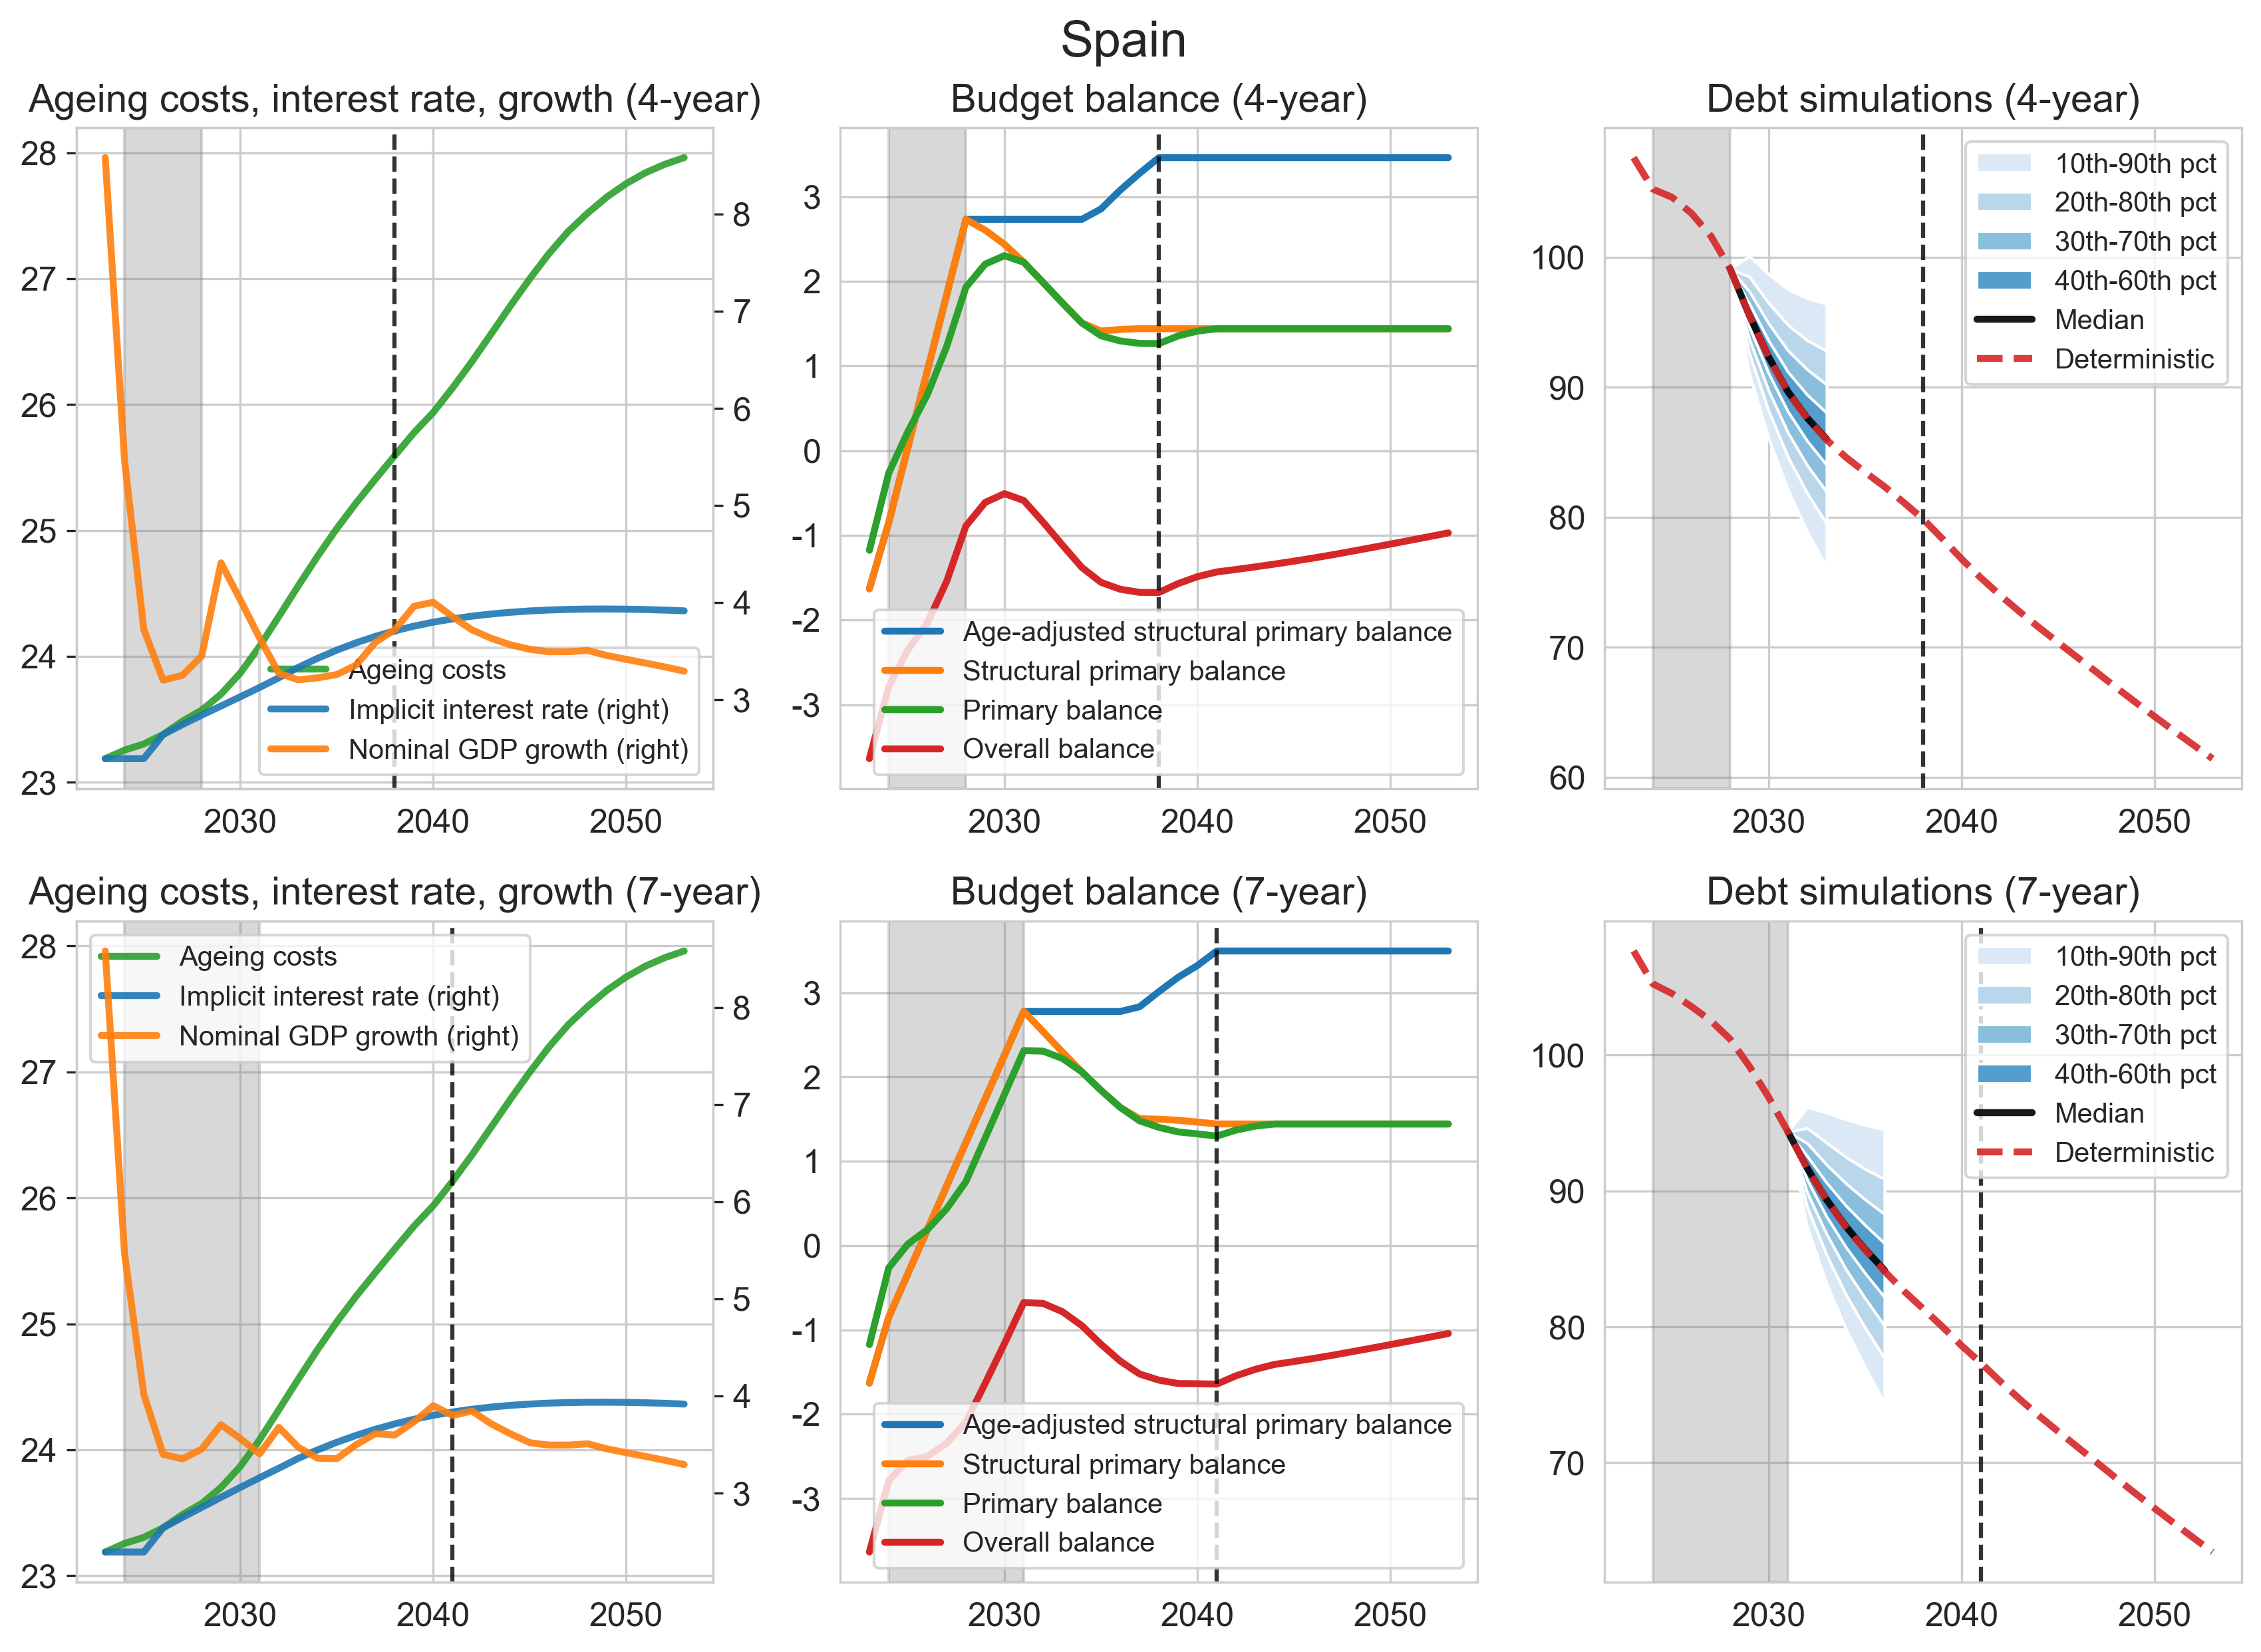 Spain
Ageing costs, interest rate, growth (4-year)
28
27
26
25
24
23
8
7
6
5
4
3
2030
2040
2050
Ageing costs
Implicit interest rate (right)
Nominal GDP growth (right)
Budget balance (4-year)
3
2
1
0
-1
-2
-3
2030
2040
2050
Age-adjusted structural primary balance
Structural primary balance
Primary balance
Overall balance
Debt simulations (4-year)
100
90
80
70
60
2030
2040
2050
10th-90th pct
20th-80th pct
30th-70th pct
40th-60th pct
Median
Deterministic
Ageing costs, interest rate, growth (7-year)
28
27
26
25
24
23
8
7
6
5
4
3
2030
2040
2050
Ageing costs
Implicit interest rate (right)
Nominal GDP growth (right)
Budget balance (7-year)
3
2
1
0
-1
-2
-3
2030
2040
2050
Age-adjusted structural primary balance
Structural primary balance
Primary balance
Overall balance
Debt simulations (7-year)
100
90
80
70
2030
2040
2050
10th-90th pct
20th-80th pct
30th-70th pct
40th-60th pct
Median
Deterministic